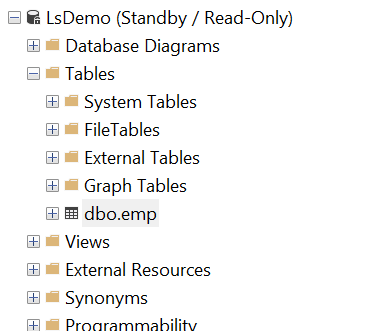 LsDemo (Standby / Read-Only)
Database Diagrams
Tables
System Tables
FileTables
External Tables
Graph Tables
dbo.emp
Views
External Resources
Synonyms
Programmability